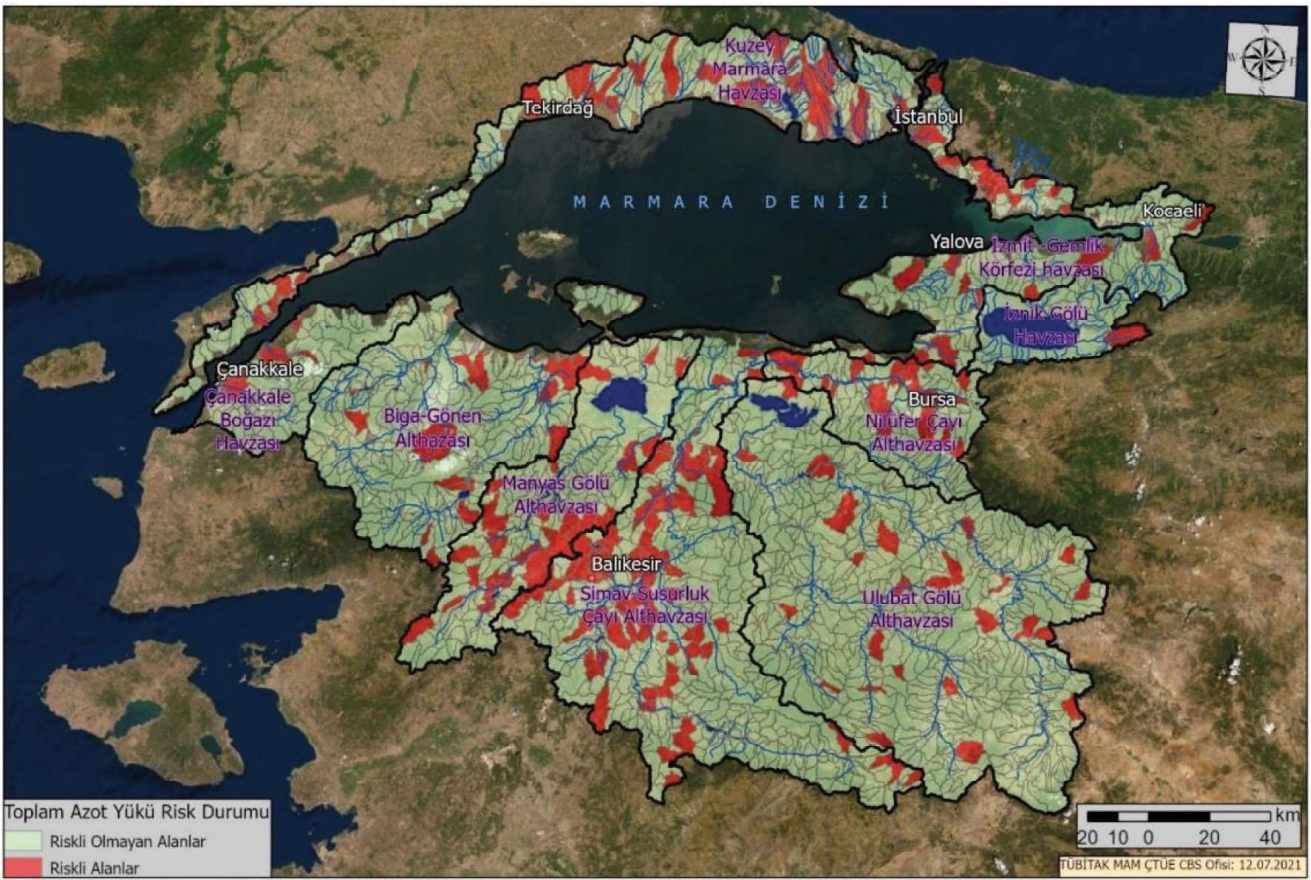 N
W E
S
Kuzey
Marmara
Havzası
Tekirdağ
İstanbul
MARMARA DENİZİ
Kocaeli
Yalova
İzmit -Gemlik
Körfezi havzası
İznik Gölü
Havzası
Çanakkale
Çanakkale
Boğazı
Havzası
Biga-Gönen
Althazası
Bursa
Nilüfer Çayı
Althavzası
Manyas Gölü
Althavzası
Balıkesir
Simav-Susurluk
Çayı Althavzası
Ulubat Gölü
Althavzası
Toplam Azot Yükü Risk Durumu
Riskli Olmayan Alanlar
Riskli Alanlar
km
20 10 0 20 40
TÜBİTAK MAM ÇTÜE CBS Ofisi: 12.07.2021